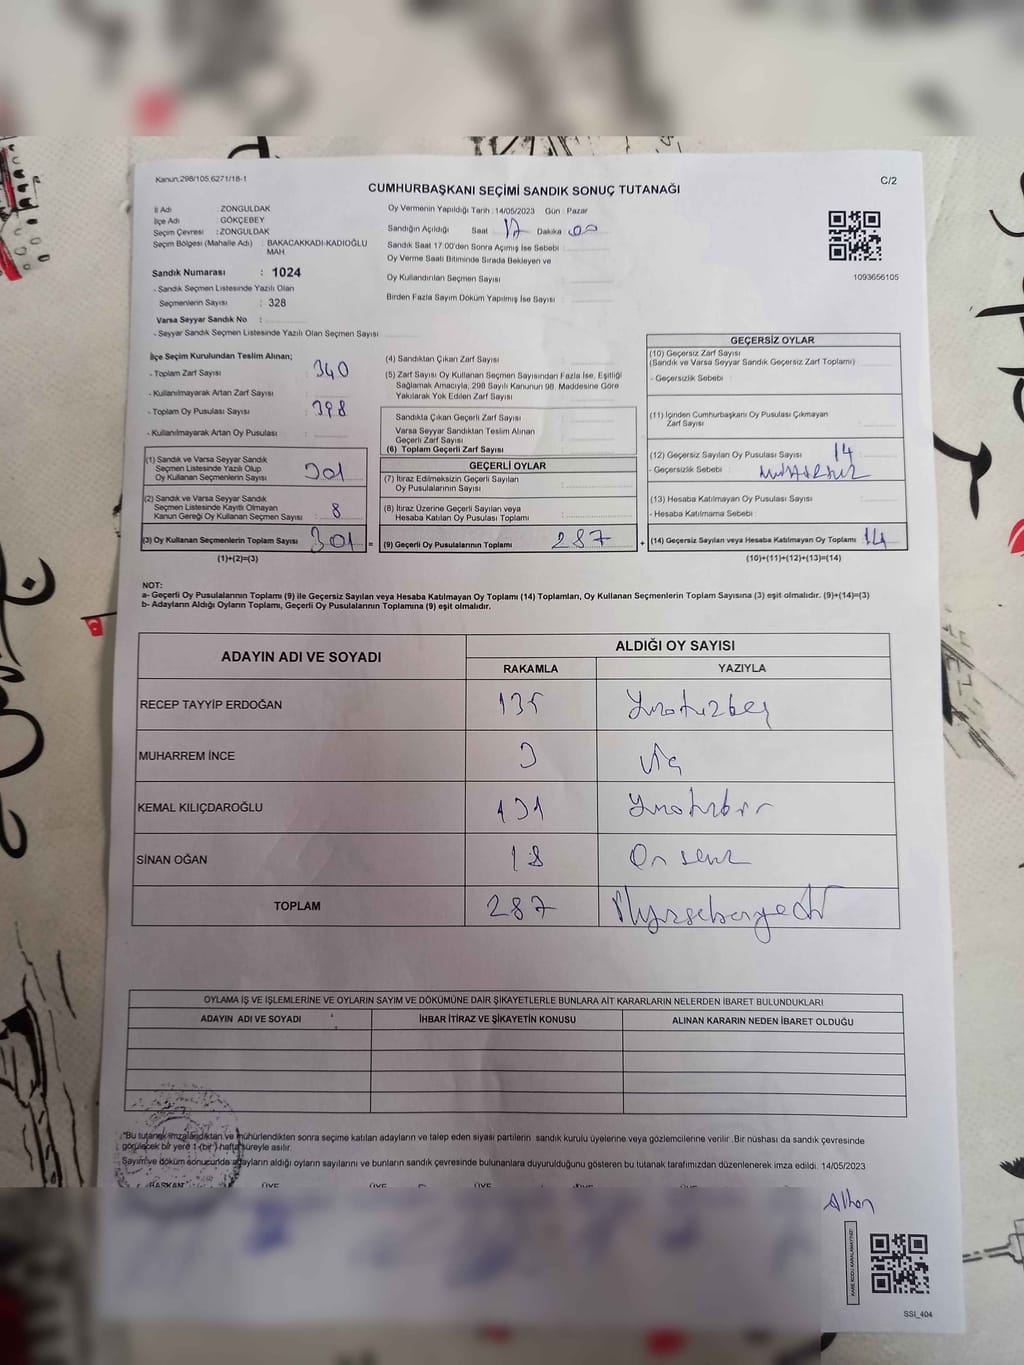 Kanun:298/105;6271/18-1
C/2
CUMHURBAŞKANI SEÇİMİ SANDIK SONUÇ TUTANAĞI
İl Adı ZONGULDAK
İlçe Adı : GÖKÇEBEY
Seçim Çevresi : ZONGULDAK
Seçim Bölgesi (Mahalle Adı) : BAKACAKKADI-KADIOĞLU
MAH
Sandık Numarası : 1024
- Sandık Seçmen Listesinde Yazılı Olan
Seçmenlerin Sayısı : 328
Varsa Seyyar Sandık No :
- Seyyar Sandık Seçmen Listesinde Yazılı Olan Seçmen Sayısı
Oy Vermenin Yapıldığı Tarih : 14/05/2023 Gün : Pazar
Sandığın Açıldığı Saat 17 Dakika 00
Sandık Saat 17.00'den Sonra Açılmış İse Sebebi :
Oy Verme Saati Bitiminde Sırada Bekleyen ve
Oy Kullandırılan Seçmen Sayısı
Birden Fazla Sayım Döküm Yapılmış İse Sayısı
1093656105
İlçe Seçim Kurulundan Teslim Alınan;
- Toplam Zarf Sayısı 340
- Kullanılmayarak Artan Zarf Sayısı
- Toplam Oy Pusulası Sayısı 398
- Kullanılmayarak Artan Oy Pusulası
(1) Sandık ve Varsa Seyyar Sandık
Seçmen Listesinde Yazılı Olup
Oy Kullanan Seçmenlerin Sayısı 301
(2) Sandık ve Varsa Seyyar Sandık
Seçmen Listesinde Kayıtlı Olmayan
Kanun Gereği Oy Kullanan Seçmen Sayısı 8
(3) Oy Kullanan Seçmenlerin Toplam Sayısı 301 =
(1)+(2)=(3)
(4) Sandıktan Çıkan Zarf Sayısı
(5) Zarf Sayısı Oy Kullanan Seçmen Sayısından Fazla İse, Eşitliği
Sağlamak Amacıyla, 298 Sayılı Kanunun 98. Maddesine Göre
Yakılarak Yok Edilen Zarf Sayısı
Sandıkta Çıkan Geçerli Zarf Sayısı
Varsa Seyyar Sandıktan Teslim Alınan
Geçerli Zarf Sayısı
(6) Toplam Geçerli Zarf Sayısı
GEÇERLİ OYLAR
(7) İtiraz Edilmeksizin Geçerli Sayılan
Oy Pusulalarının Sayısı
(8) İtiraz Üzerine Geçerli Sayılan veya
Hesaba Katılan Oy Pusulası Toplamı
(9) Geçerli Oy Pusulalarının Toplamı 287 +
GEÇERSİZ OYLAR
(10) Geçersiz Zarf Sayısı
(Sandık ve Varsa Seyyar Sandık Geçersiz Zarf Toplamı)
- Geçersizlik Sebebi :
(11) İçinden Cumhurbaşkanı Oy Pusulası Çıkmayan
Zarf Sayısı
(12) Geçersiz Sayılan Oy Pusulası Sayısı 14
- Geçersizlik Sebebi :
(13) Hesaba Katılmayan Oy Pusulası Sayısı
- Hesaba Katılmama Sebebi
(14) Geçersiz Sayılan veya Hesaba Katılmayan Oy Toplamı 14
(10)+(11)+(12)+(13)=(14)
NOT:
a- Geçerli Oy Pusulalarının Toplamı (9) ile Geçersiz Sayılan veya Hesaba Katılmayan Oy Toplamı (14) Toplamları, Oy Kullanan Seçmenlerin Toplam Sayısına (3) eşit olmalıdır. (9)+(14)=(3)
b- Adayların Aldığı Oyların Toplamı, Geçerli Oy Pusulalarının Toplamına (9) eşit olmalıdır.
ADAYIN ADI VE SOYADI ALDIĞI OY SAYISI
RAKAMLA YAZIYLA
RECEP TAYYİP ERDOĞAN 135 Yüzotuzbeş
MUHARREM İNCE 3 Üç
KEMAL KILIÇDAROĞLU 131 Yüzotuzbir
SİNAN OĞAN 18 On sekiz
TOPLAM 287
OYLAMA İŞ VE İŞLEMLERİNE VE OYLARIN SAYIM VE DÖKÜMÜNE DAİR ŞİKAYETLERLE BUNLARA AİT KARARLARIN NELERDEN İBARET BULUNDUKLARI
ADAYIN ADI VE SOYADI İHBAR İTİRAZ VE ŞİKAYETİN KONUSU ALINAN KARARIN NEDEN İBARET OLDUĞU
"Bu tutanak imzalandıktan ve mühürlendikten sonra seçime katılan adayların ve talep eden siyasi partilerin sandık kurulu üyelerine veya gözlemcilerine verilir. Bir nüshası da sandık çevresinde
görülecek bir yere 1 (bir) hafta süreyle asılır.
Sayım ve döküm sonucunda adayların aldığı oyların sayılarını ve bunların sandık çevresinde bulunanlara duyurulduğunu gösteren bu tutanak tarafımızdan düzenlenerek imza edildi. 14/05/2023
BAŞKAN ÜYE ÜYE ÜYE ÜYE ÜYE
SSI_404